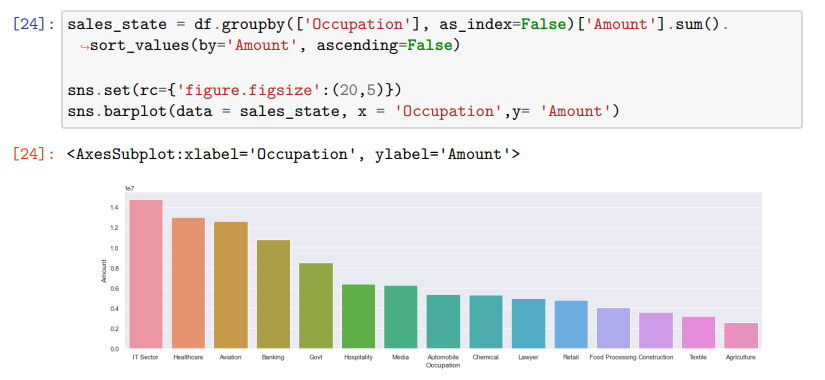 [24]: sales_state = df.groupby(['Occupation'], as_index=False)['Amount'].sum().
↪sort_values(by='Amount', ascending=False)
sns.set(rc={'figure.figsize':(20,5)})
sns.barplot(data = sales_state, x = 'Occupation',y= 'Amount')
[24]: <AxesSubplot:xlabel='Occupation', ylabel='Amount'>
1e7
1.4
1.2
1.0
0.8
0.6
0.4
0.2
0.0
Amount
IT Sector Healthcare Aviation Banking Govt Hospitality Media Automobile Chemical Lawyer Retail Food Processing Construction Textile Agriculture
Occupation